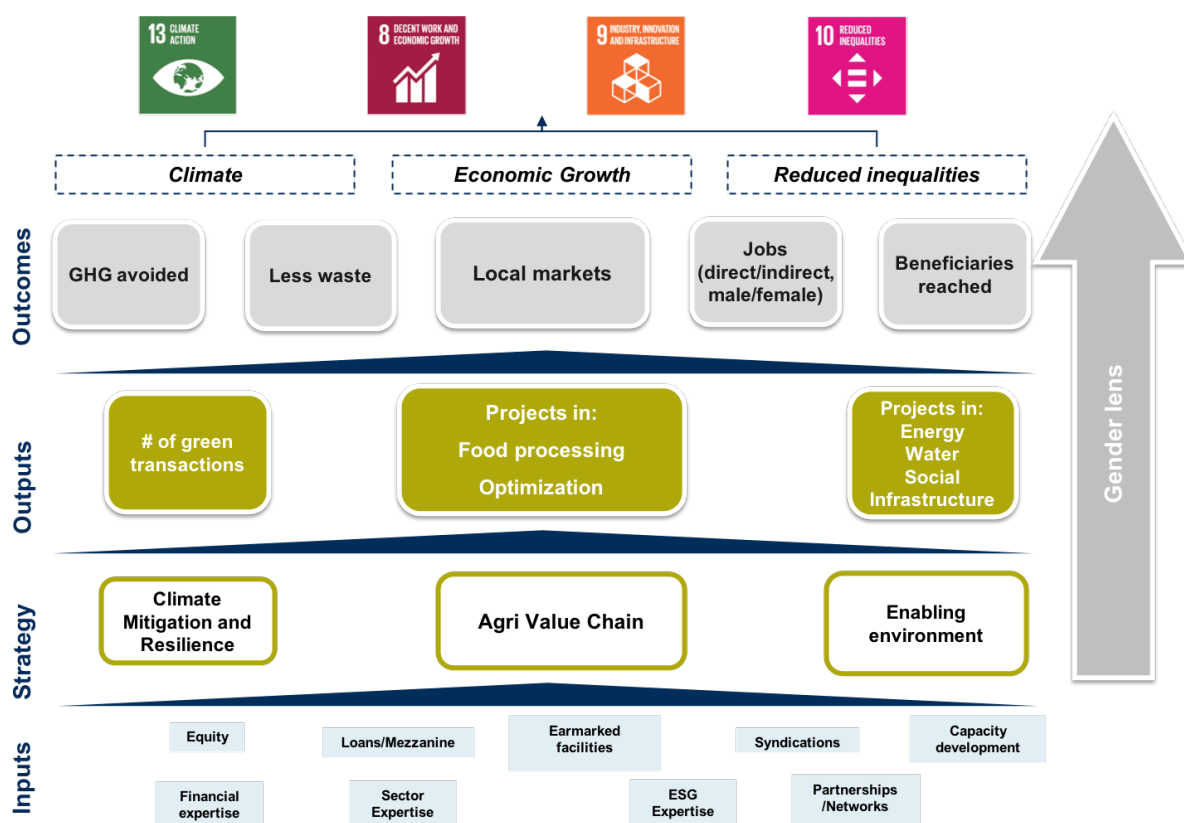 13 CLIMATE
ACTION
8 DECENT WORK AND
ECONOMIC GROWTH
9 INDUSTRY, INNOVATION
AND INFRASTRUCTURE
10 REDUCED
INEQUALITIES
Climate
Economic Growth
Reduced inequalities
Outcomes
GHG avoided
Less waste
Local markets
Jobs
(direct/indirect,
male/female)
Beneficiaries
reached
Outputs
# of green
transactions
Projects in:
Food processing
Optimization
Projects in:
Energy
Water
Social
Infrastructure
Gender lens
Strategy
Climate
Mitigation and
Resilience
Agri Value Chain
Enabling
environment
Inputs
Equity
Loans/Mezzanine
Earmarked
facilities
Syndications
Capacity
development
Financial
expertise
Sector
Expertise
ESG
Expertise
Partnerships
/Networks